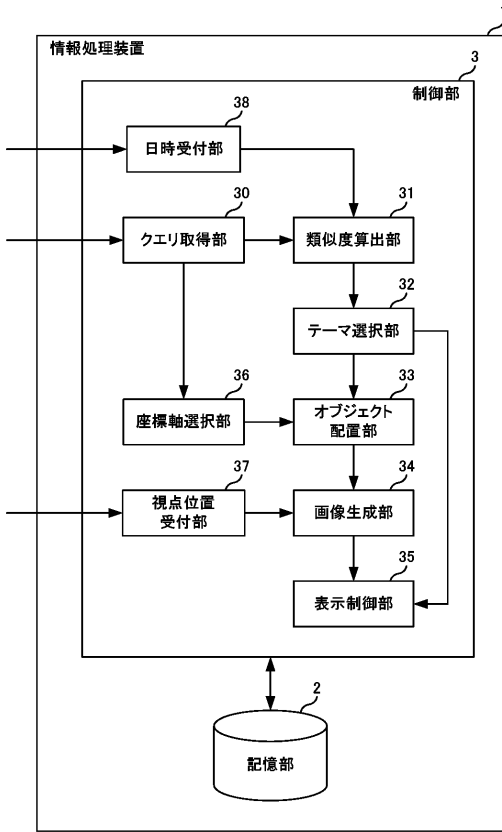 情報処理装置
3
制御部
38
日時受付部
30
クエリ取得部
31
類似度算出部
32
テーマ選択部
36
座標軸選択部
33
オブジェクト
配置部
37
視点位置
受付部
34
画像生成部
35
表示制御部
2
記憶部